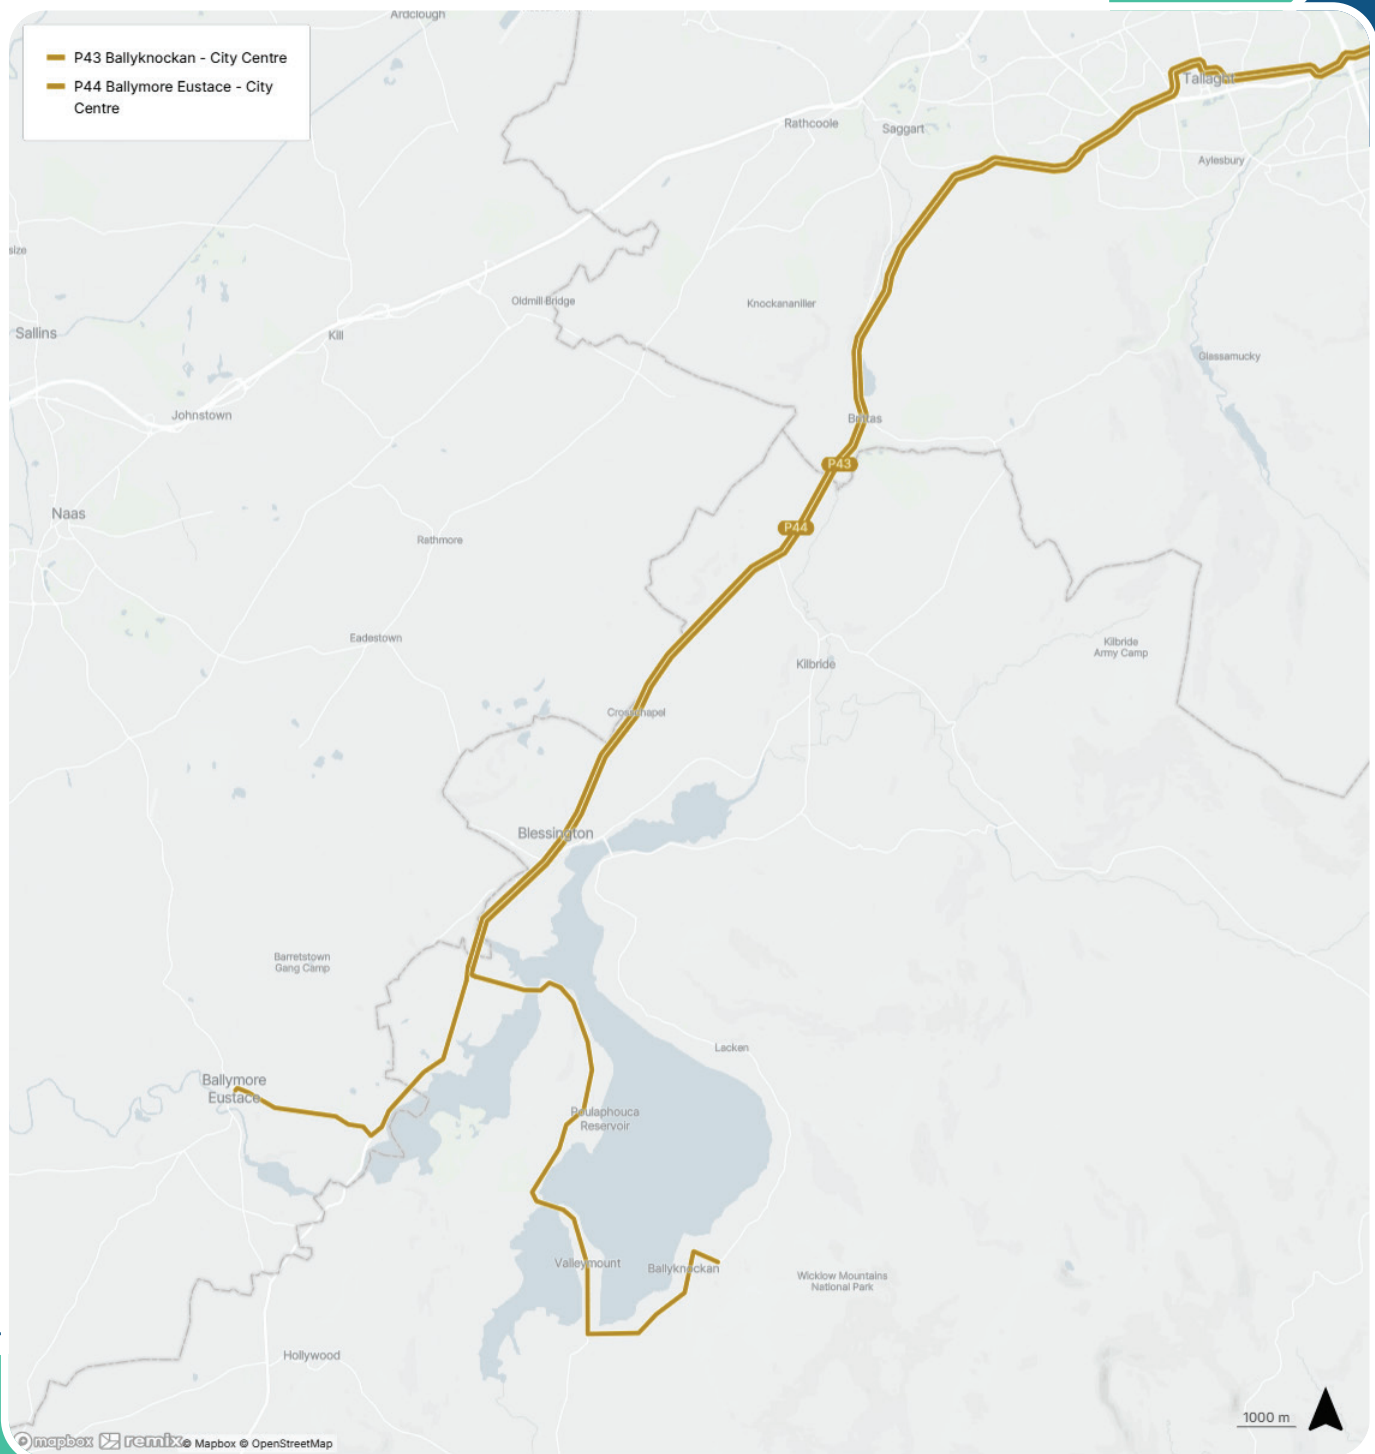 P43 Ballyknockan - City Centre
P44 Ballymore Eustace - City
Centre
Ardclough
Tallaght
Rathcoole
Saggart
Aylesbury
size
Oldmill Bridge
Knockananiller
Sallins
Kill
Glassamucky
Johnstown
Brittas
P43
Naas
P44
Rathmore
Eadestown
Kilbride
Army Camp
Kilbride
Crosschapel
Blessington
Barretstown
Gang Camp
Lacken
Ballymore
Eustace
Poulaphouca
Reservoir
Valleymount
Ballyknockan
Wicklow Mountains
National Park
Hollywood
1000 m
mapbox remix © Mapbox © OpenStreetMap